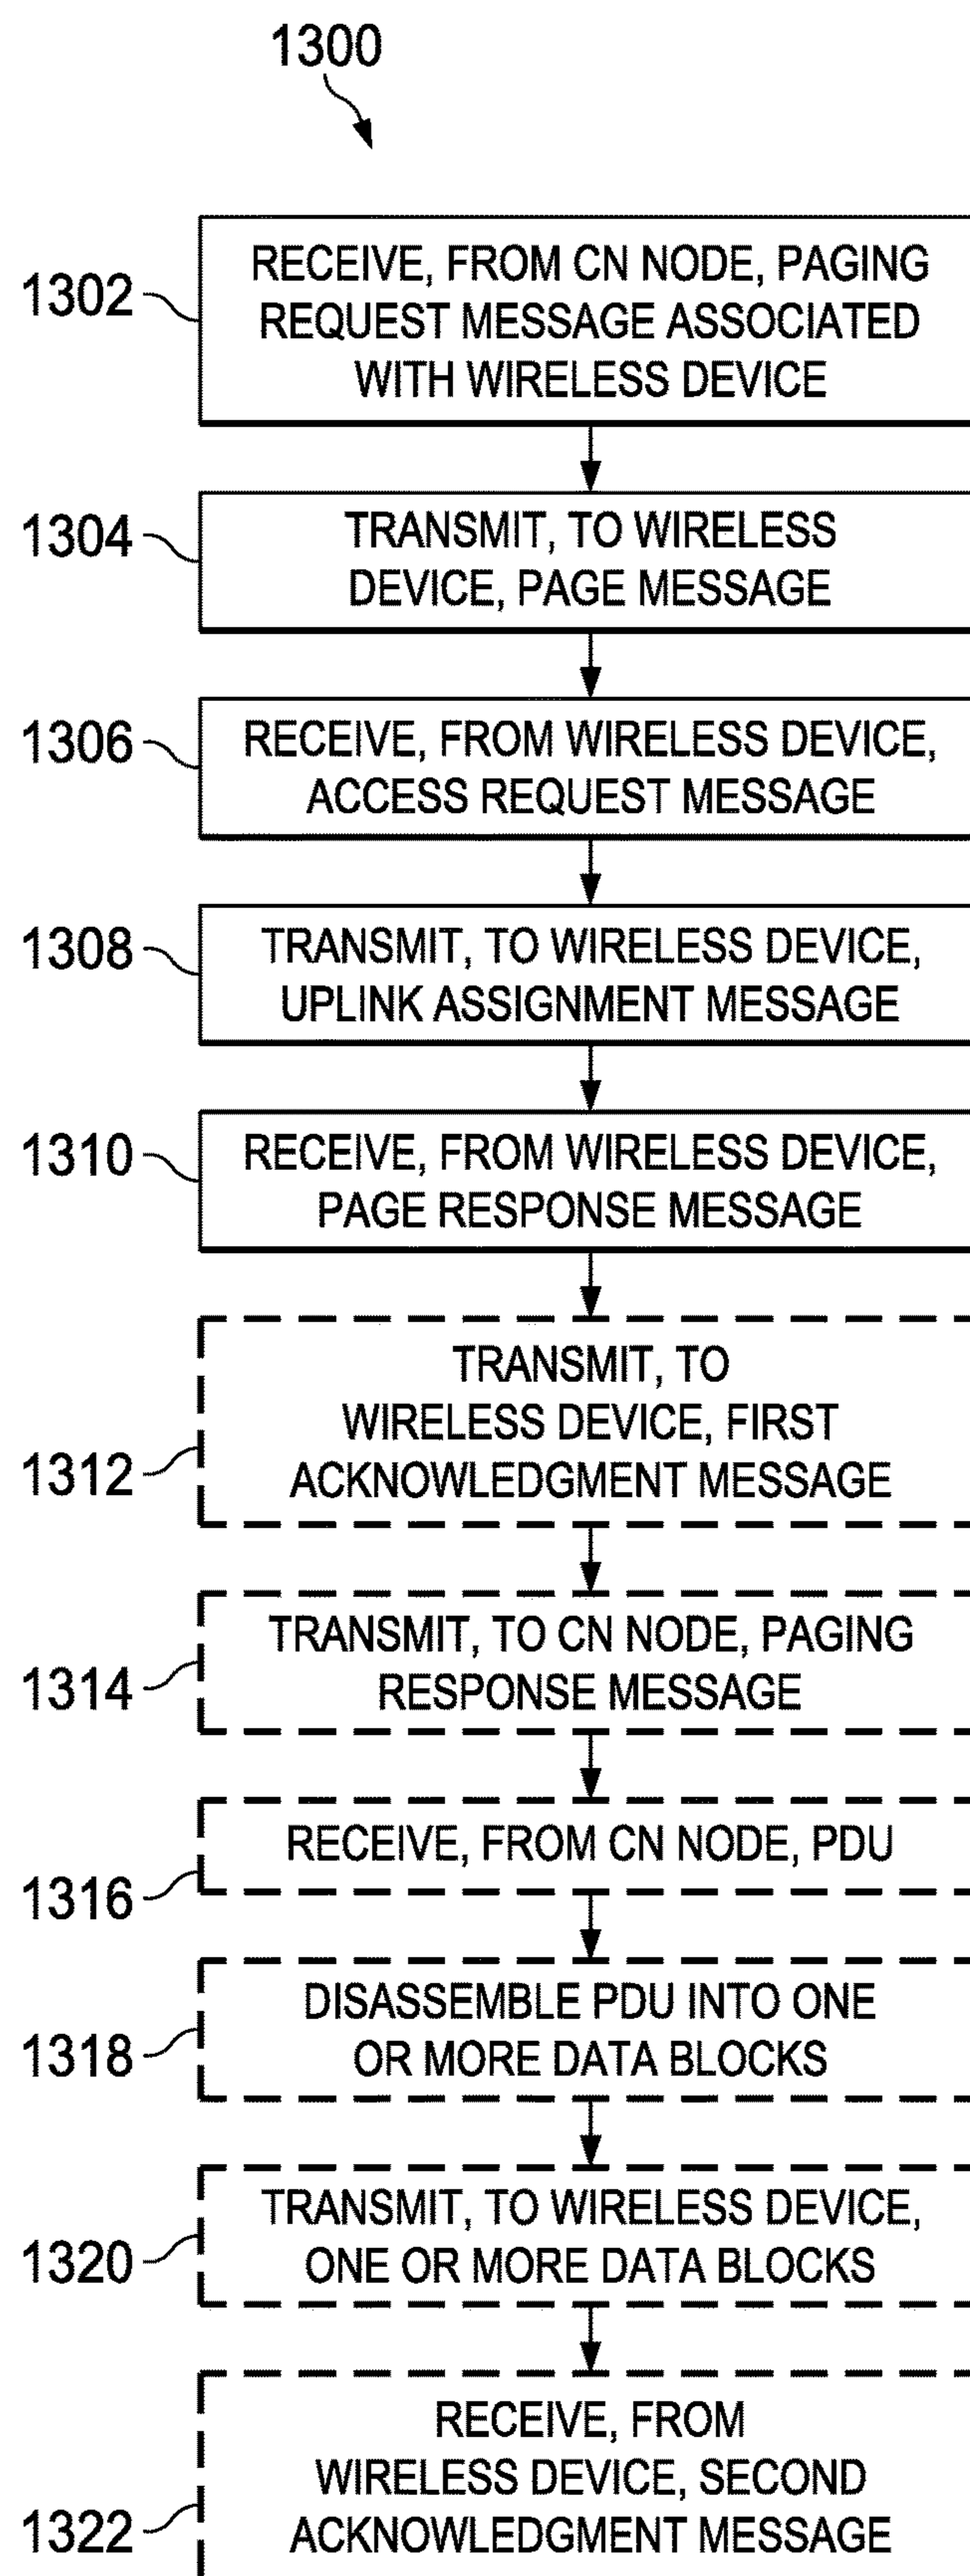 1300
1302
RECEIVE, FROM CN NODE, PAGING
REQUEST MESSAGE ASSOCIATED
WITH WIRELESS DEVICE
1304
TRANSMIT, TO WIRELESS
DEVICE, PAGE MESSAGE
1306
RECEIVE, FROM WIRELESS DEVICE,
ACCESS REQUEST MESSAGE
1308
TRANSMIT, TO WIRELESS DEVICE,
UPLINK ASSIGNMENT MESSAGE
1310
RECEIVE, FROM WIRELESS DEVICE,
PAGE RESPONSE MESSAGE
1312
TRANSMIT, TO
WIRELESS DEVICE, FIRST
ACKNOWLEDGMENT MESSAGE
1314
TRANSMIT, TO CN NODE, PAGING
RESPONSE MESSAGE
1316
RECEIVE, FROM CN NODE, PDU
1318
DISASSEMBLE PDU INTO ONE
OR MORE DATA BLOCKS
1320
TRANSMIT, TO WIRELESS DEVICE,
ONE OR MORE DATA BLOCKS
1322
RECEIVE, FROM
WIRELESS DEVICE, SECOND
ACKNOWLEDGMENT MESSAGE